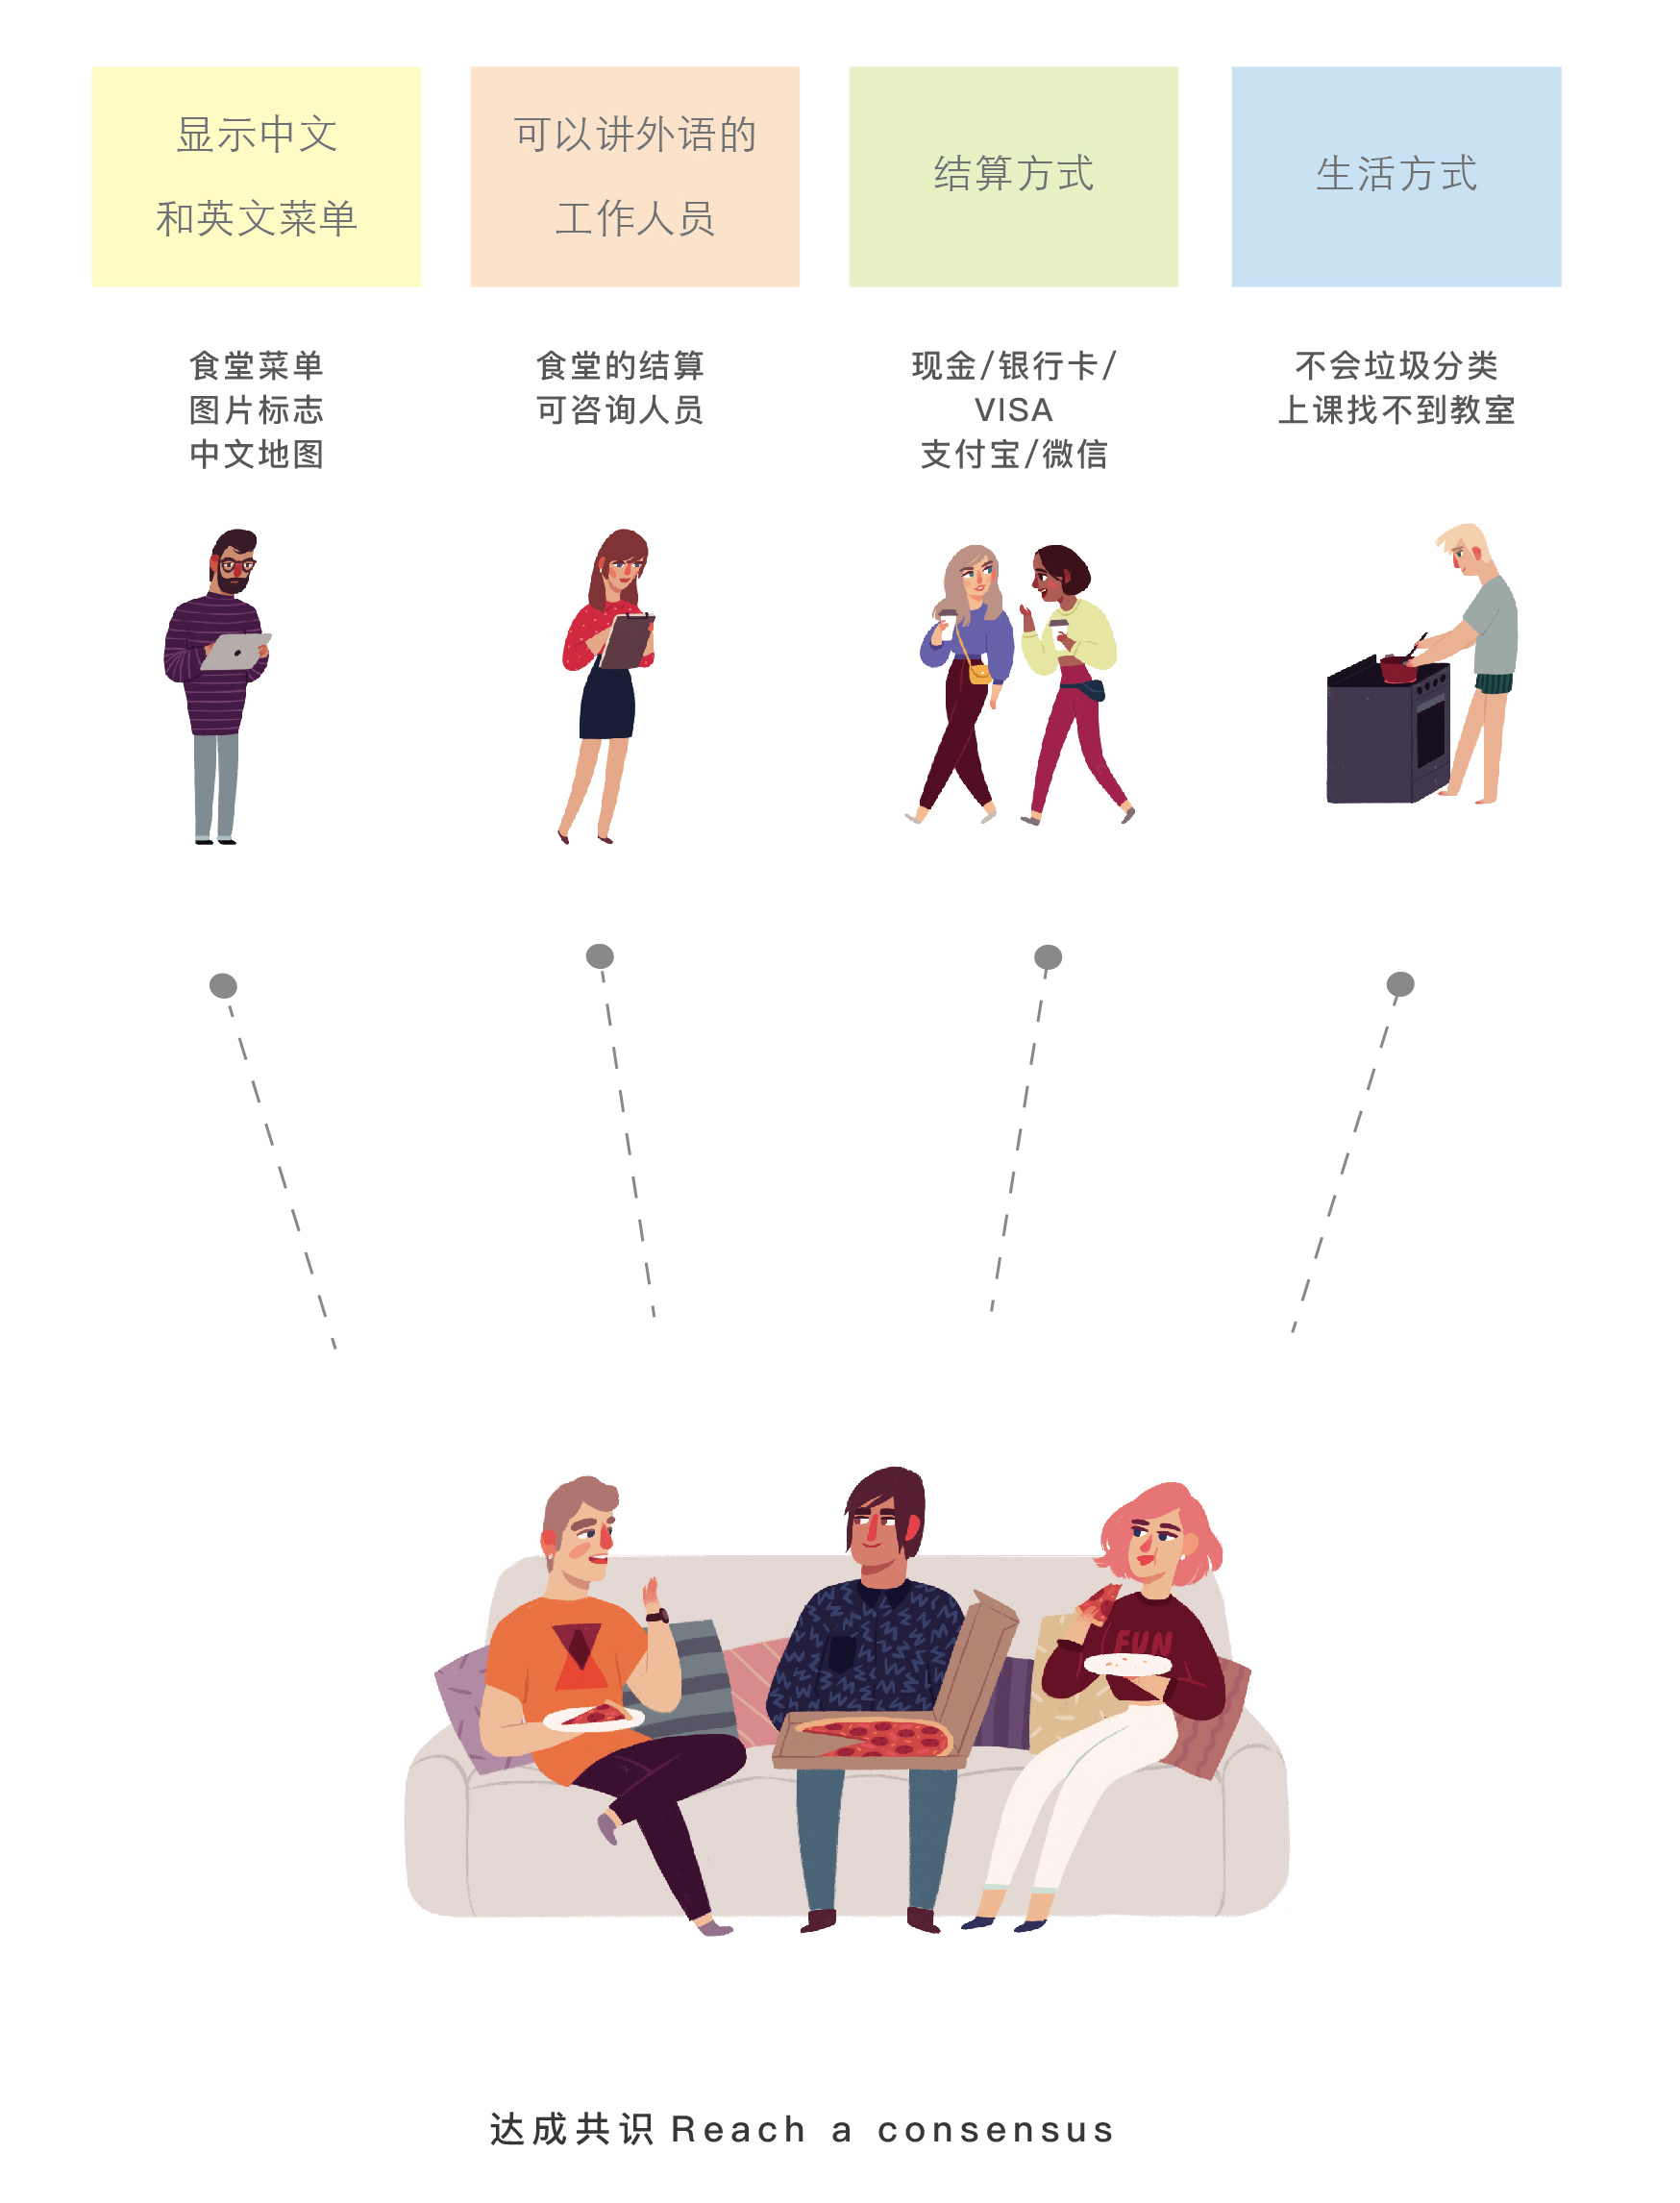 显示中文
和英文菜单
可以讲外语的
工作人员
结算方式
生活方式
食堂菜单
图片标志
中文地图
食堂的结算
可咨询人员
现金/银行卡/
VISA
支付宝/微信
不会垃圾分类
上课找不到教室
FUN
达成共识 Reach a consensus